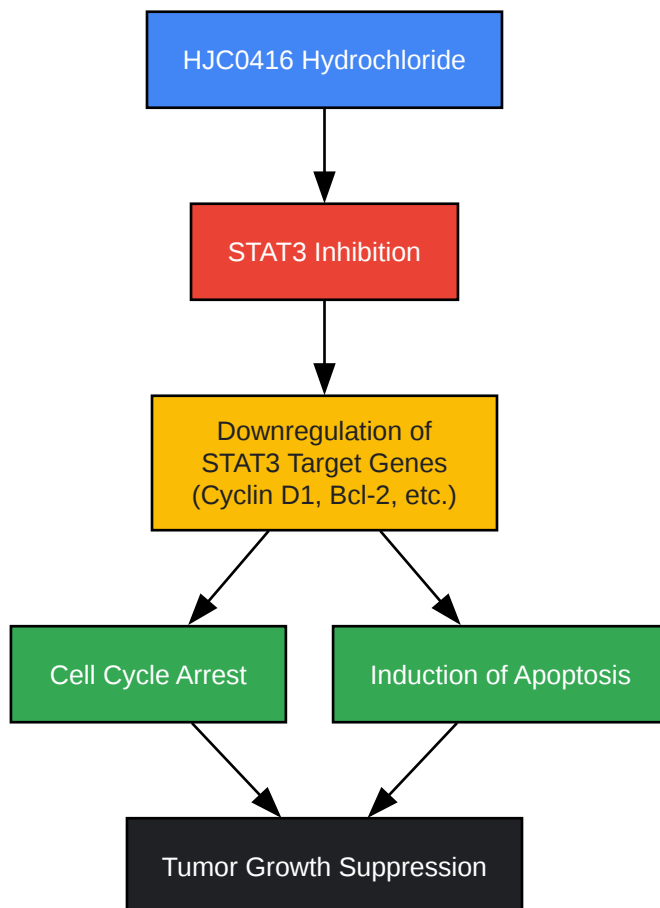 HJC0416 Hydrochloride
STAT3 Inhibition
Downregulation of
STAT3 Target Genes
(Cyclin D1, Bcl-2, etc.)
Cell Cycle Arrest
Induction of Apoptosis
Tumor Growth Suppression